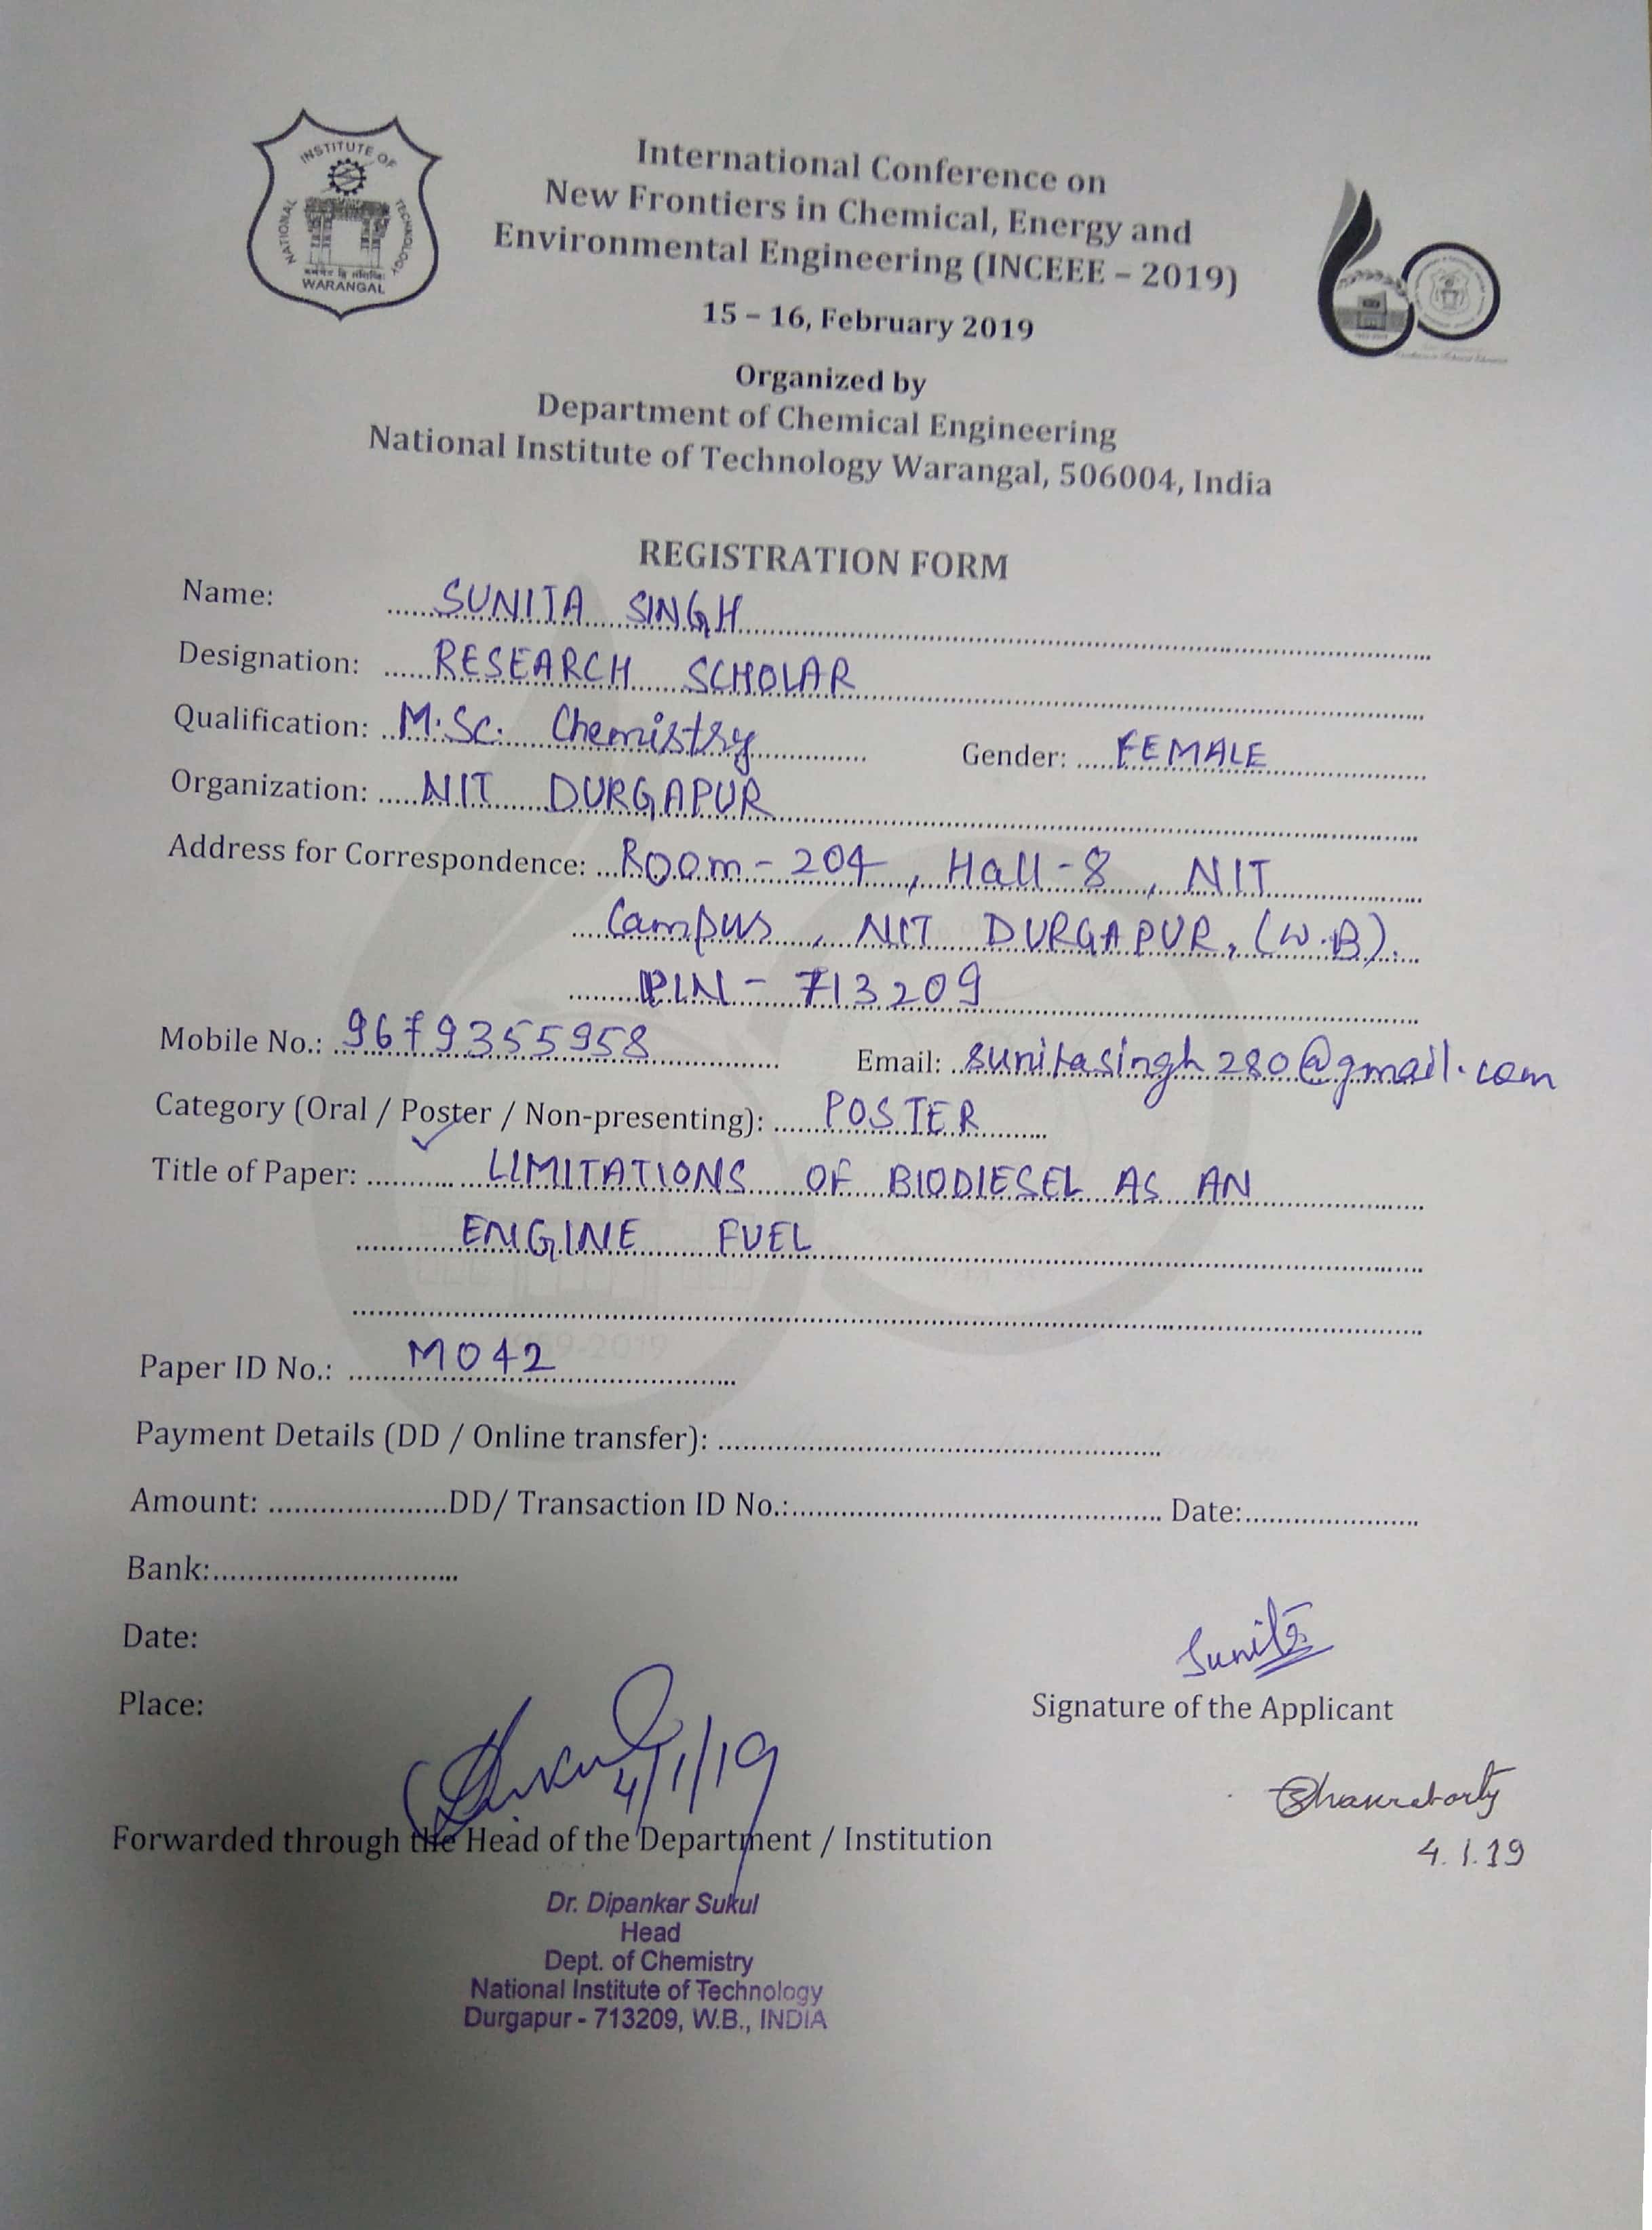 INSTITUTE OF
NATIONAL
TECHNOLOGY
WARANGAL
International Conference on
New Frontiers in Chemical, Energy and
Environmental Engineering (INCEEE – 2019)
15 – 16, February 2019
Organized by
Department of Chemical Engineering
National Institute of Technology Warangal, 506004, India
REGISTRATION FORM
Name: SUNITA SINGH
Designation: RESEARCH SCHOLAR
Qualification: M.Sc. Chemistry Gender: FEMALE
Organization: NIT DURGAPUR
Address for Correspondence: Room-204, Hall-8, NIT
Campus, NIT DURGAPUR, (W.B).
PIN - 713209
Mobile No.: 9679355958 Email: sunitasingh280@gmail.com
Category (Oral / Poster / Non-presenting): POSTER
Title of Paper: LIMITATIONS OF BIODIESEL AS AN
ENGINE FUEL
1959-2019
Paper ID No.: M042
Payment Details (DD / Online transfer):
Amount: DD/ Transaction ID No.: Date:
Bank:
Date:
Sunita
Place:
Signature of the Applicant
4/1/19
Forwarded through the Head of the Department / Institution
4.1.19
Dr. Dipankar Sukul
Head
Dept. of Chemistry
National Institute of Technology
Durgapur - 713209, W.B., INDIA